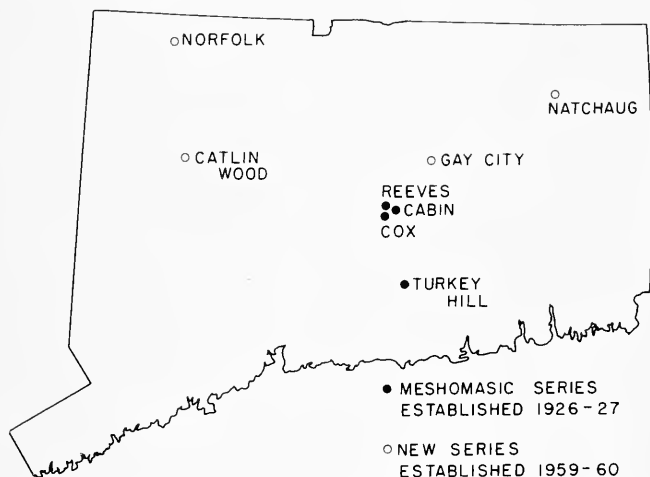 NORFOLK
NATCHAUG
CATLIN
WOOD
GAY CITY
REEVES
CABIN
COX
TURKEY
HILL
MESHOMASIC SERIES
ESTABLISHED 1926-27
NEW SERIES
ESTABLISHED 1959-60